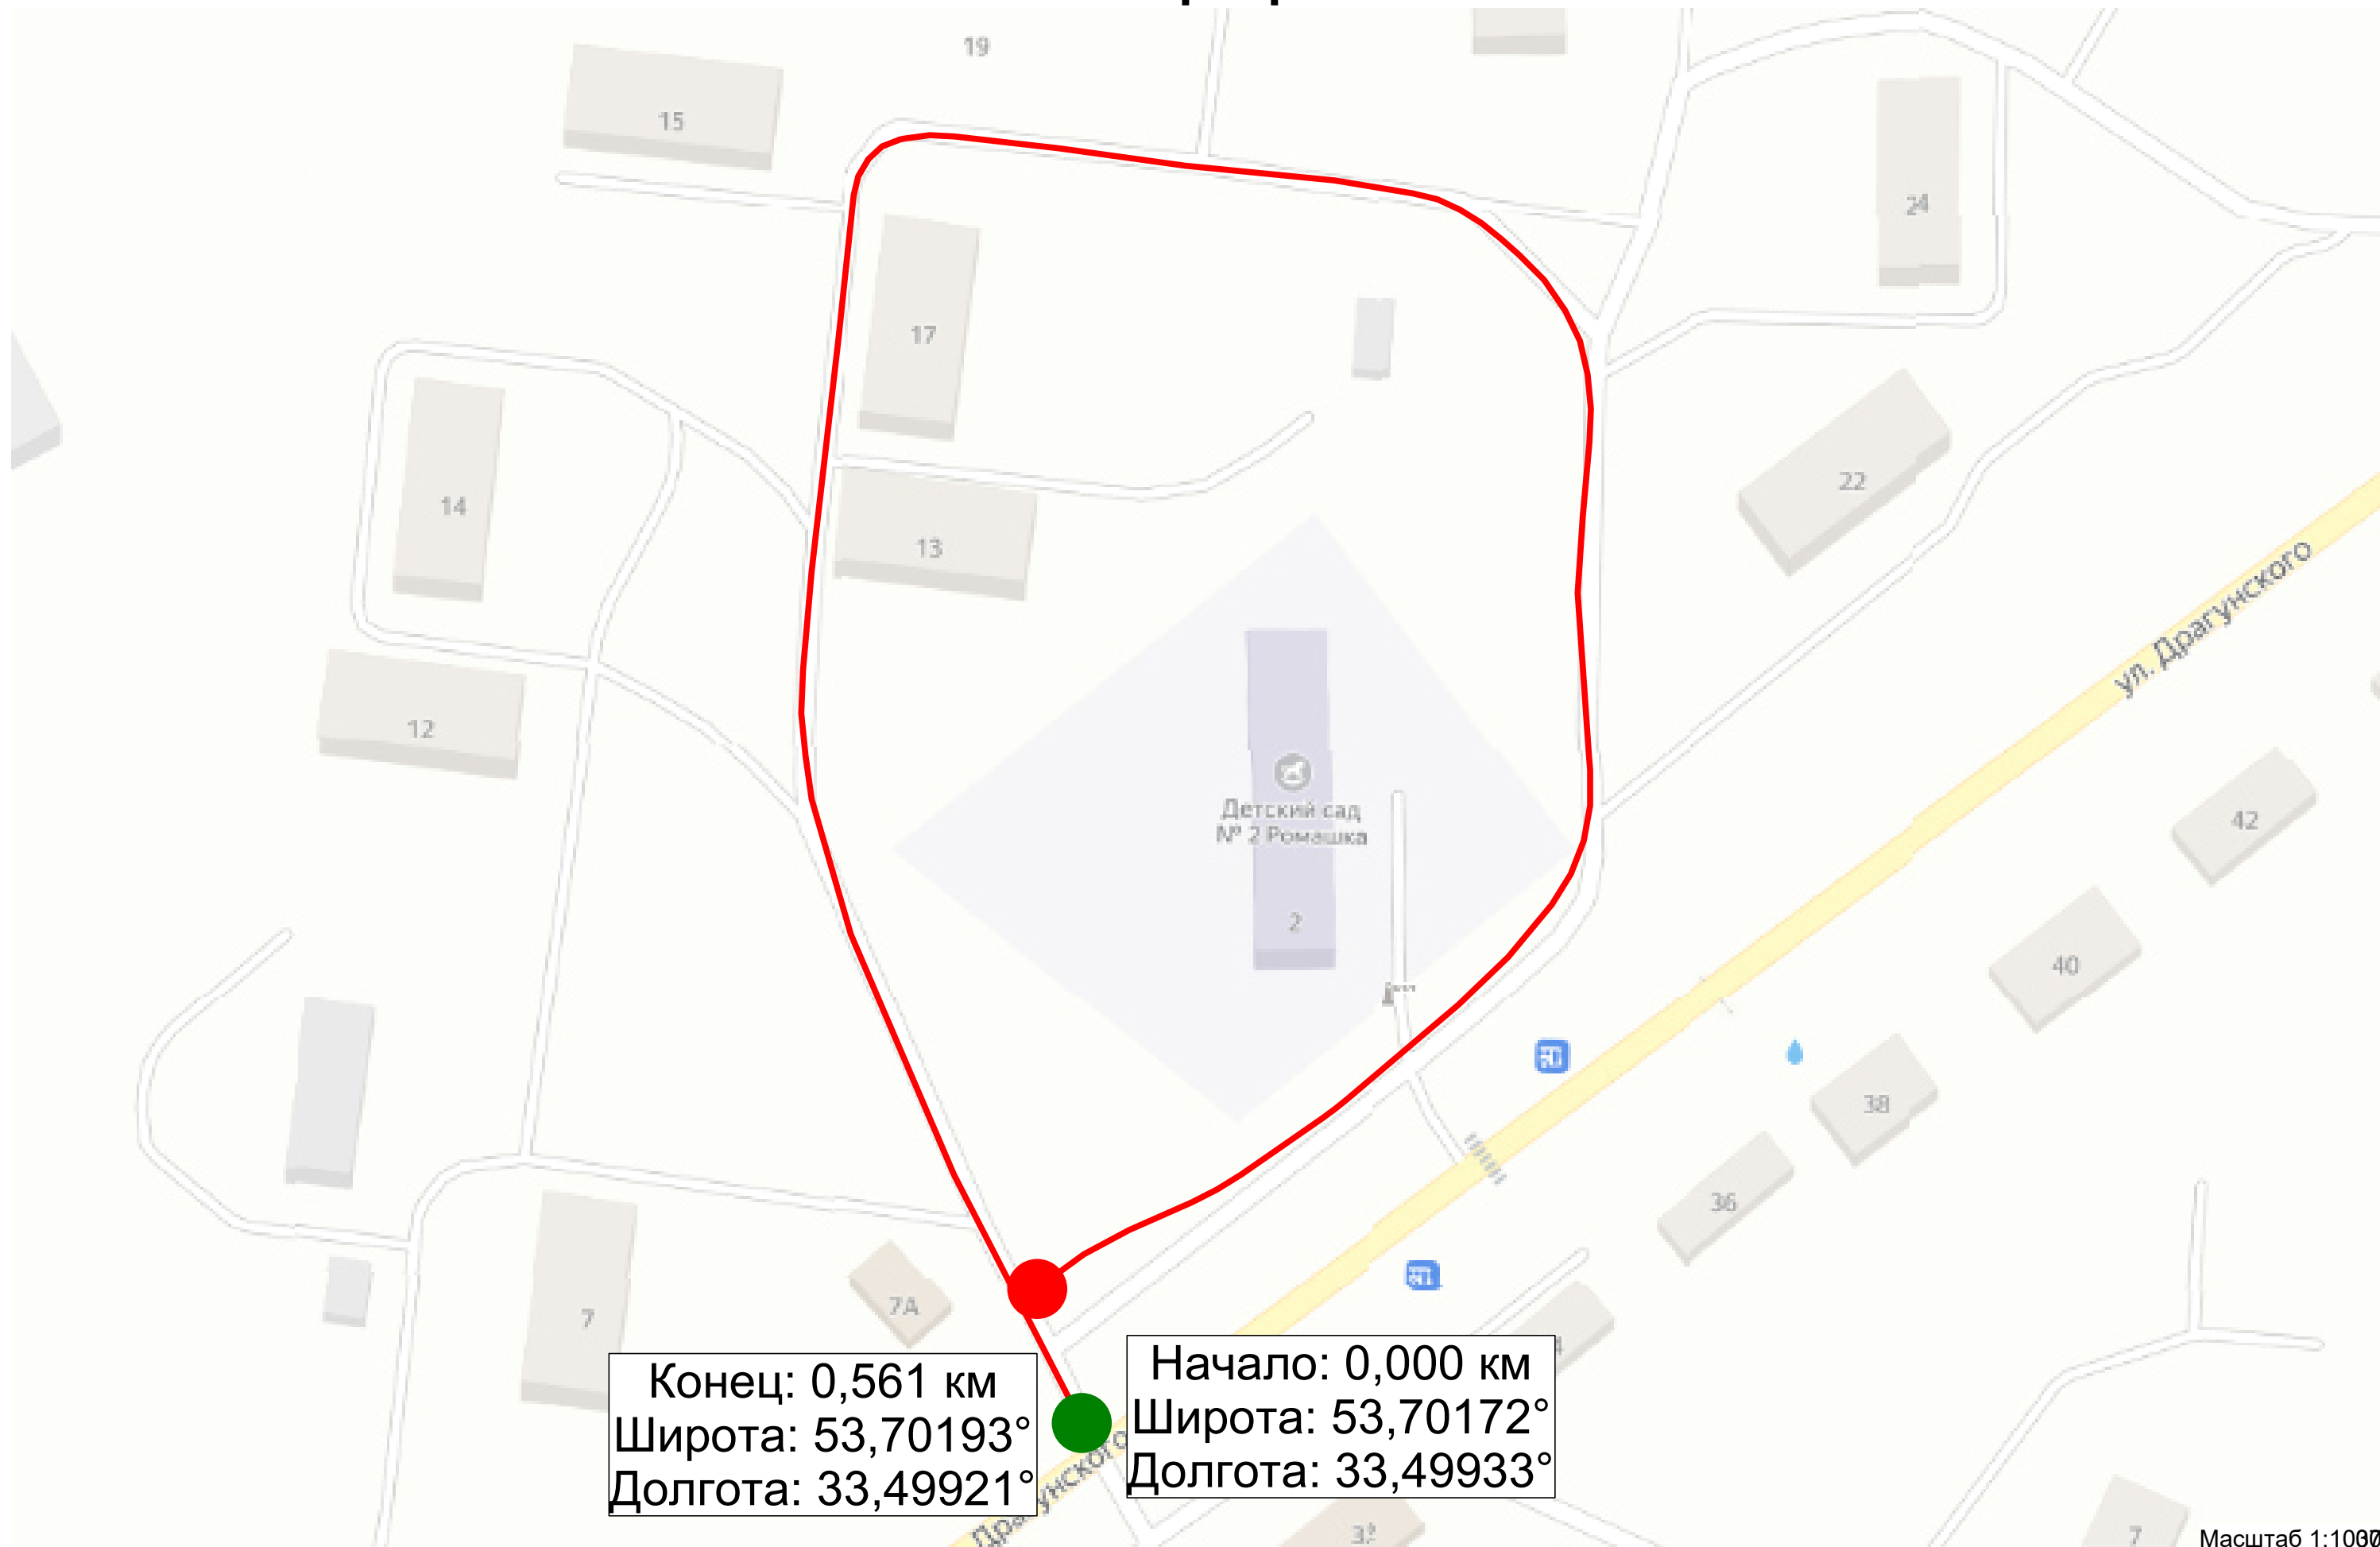 19
15
24
17
22
14
13
ул. Драгунского
12
Детский сад
№ 2 Ромашка
42
2
40
38
36
7А
7
Конец: 0,561 км
Широта: 53,70193°
Долгота: 33,49921°
Начало: 0,000 км
Широта: 53,70172°
Долгота: 33,49933°
Драгунского
7
Масштаб